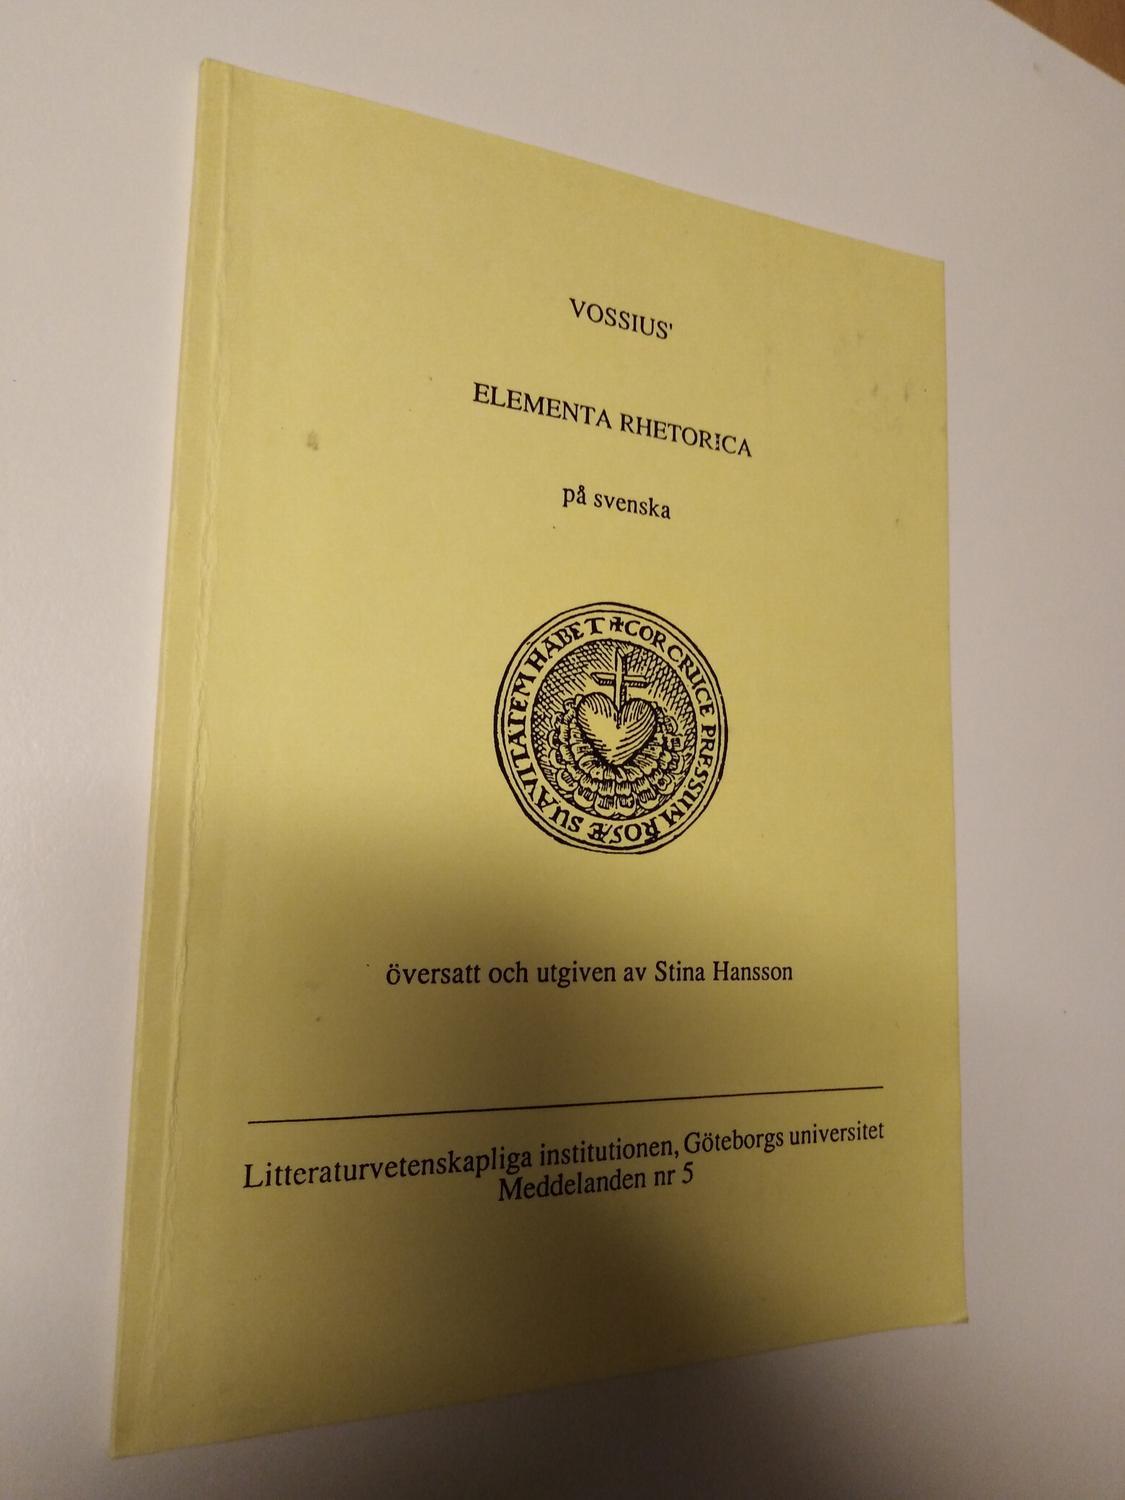 VOSSIUS'
ELEMENTA RHETORICA
på svenska
✝COR CRUCE PRESSIUM ROSÆ SUAVITATEM HABET
översatt och utgiven av Stina Hansson
Litteraturvetenskapliga institutionen, Göteborgs universitet
Meddelanden nr 5